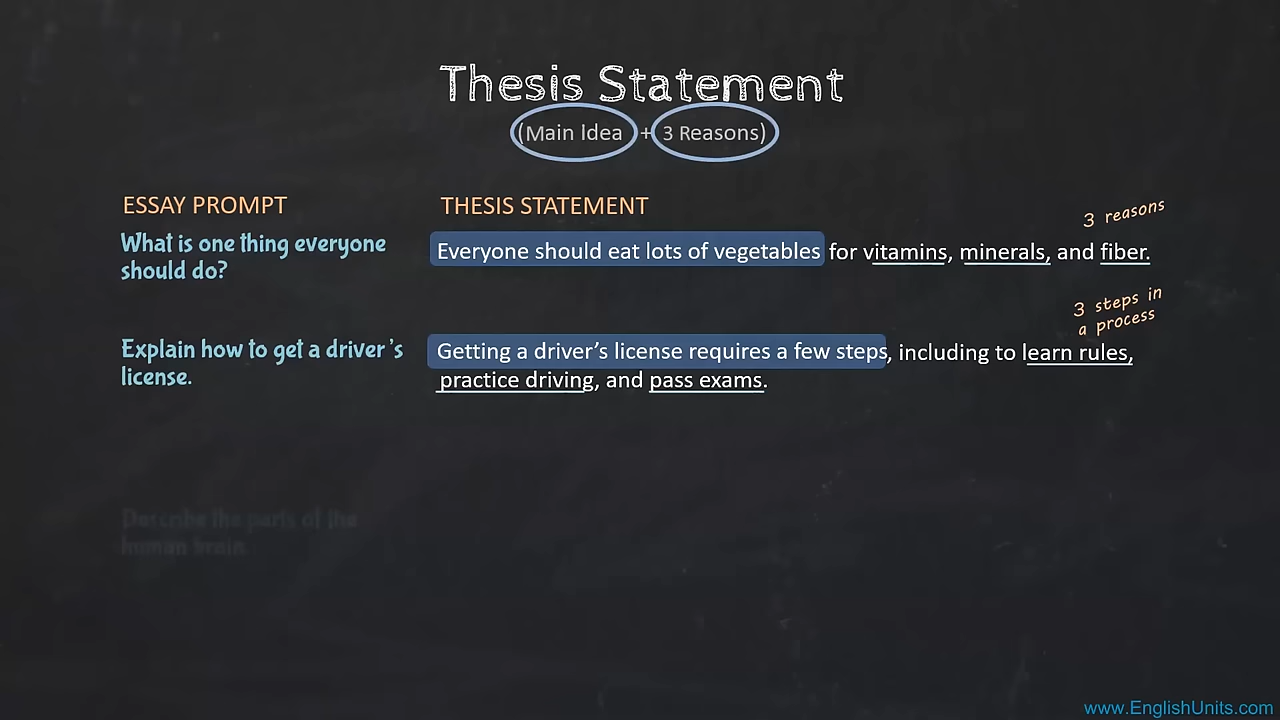 Thesis Statement
(Main Idea + 3 Reasons)
ESSAY PROMPT
THESIS STATEMENT
3 reasons
What is one thing everyone
should do?
Everyone should eat lots of vegetables for vitamins, minerals, and fiber.
3 steps in
a process
Explain how to get a driver's
license.
Getting a driver's license requires a few steps, including to learn rules,
practice driving, and pass exams.
Describe the parts of the
human brain.
www.EnglishUnits.com